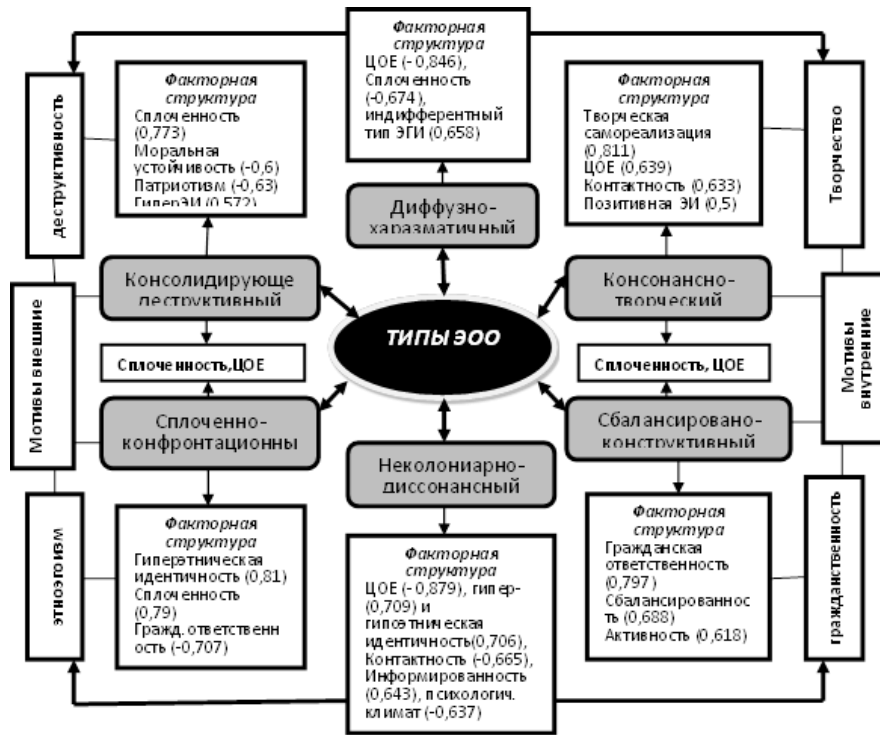 Факторная
структура
ЦОЕ (- 0,846),
Сплоченность
(-0,674),
индифферентный
тип ЭГИ (0,658)
Факторная
структура
Сплоченность
(0,773)
Моральная
устойчивость (-0,6)
Патриотизм (-0,63)
ГиперЭИ (0,572)
Факторная
структура
Творческая
самореализация
(0,811)
ЦОЕ (0,639)
Контактность (0,633)
Позитивная ЭИ (0,5)
деструктивность
Творчество
Диффузно-
харазматичный
Консолидирующе
деструктивный
Консонансно-
творческий
ТИПЫ ЭОО
Мотивы внешние
Мотивы
внутренние
Сплоченность,ЦОЕ
Сплоченность, ЦОЕ
Сплоченно-
конфронтационны
Сбалансировано-
конструктивный
Неколониарно-
диссонансный
этноэгоизм
гражданственность
Факторная
структура
Гиперэтническая
идентичность (0,81)
Сплоченность
(0,79)
Гражд. ответственн
ость (-0,707)
Факторная
структура
ЦОЕ (- 0,879), гипер-
(0,709) и
гипоэтническая
идентичность(0,706),
Контактность (-0,665),
Информированность
(0,643), психологич.
климат (-0,637)
Факторная
структура
Гражданская
ответственность
(0,797)
Сбалансированнос
ть (0,688)
Активность (0,618)